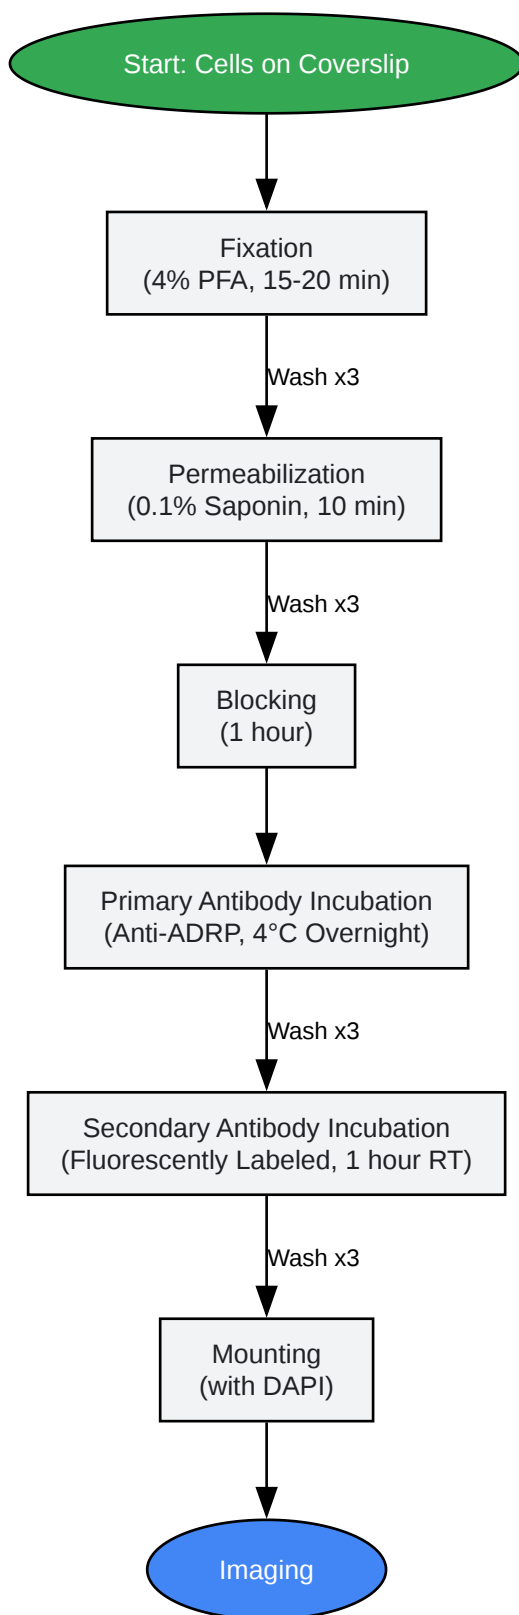 Start: Cells on Coverslip
Fixation
(4% PFA, 15-20 min)
Wash x3
Permeabilization
(0.1% Saponin, 10 min)
Wash x3
Blocking
(1 hour)
Primary Antibody Incubation
(Anti-ADRP, 4°C Overnight)
Wash x3
Secondary Antibody Incubation
(Fluorescently Labeled, 1 hour RT)
Wash x3
Mounting
(with DAPI)
Imaging